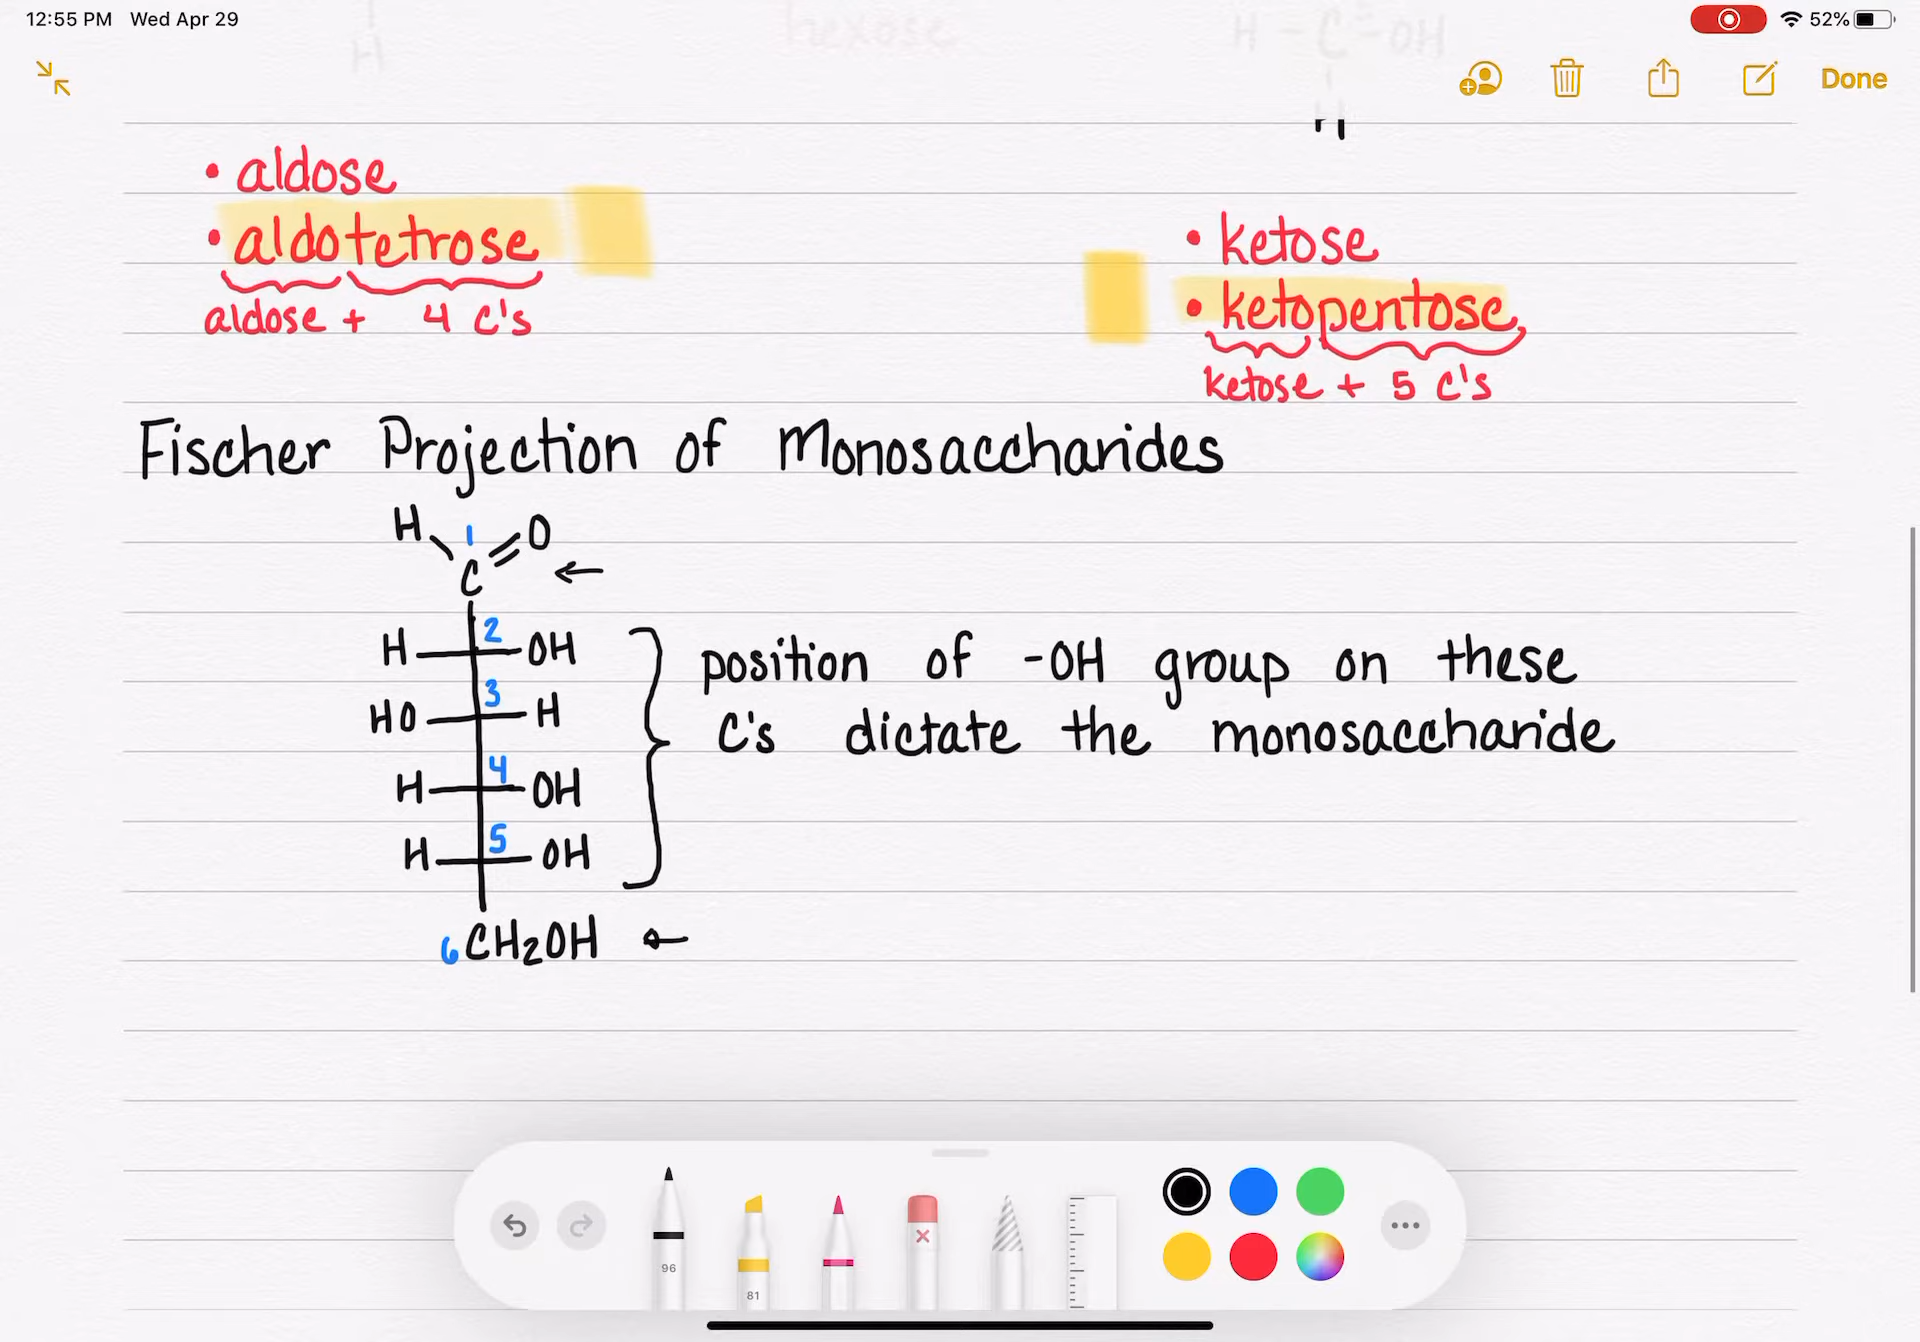 12:55 PM Wed Apr 29
52%
hexose
H
H - C - OH
H
Done
• aldose
• aldotetrose
aldose + 4 C's
• ketose
• ketopentose
ketose + 5 C's
Fischer Projection of Monosaccharides
H 1 O
C
H 2 OH
HO 3 H
H 4 OH
H 5 OH
6 CH₂OH
position of -OH group on these
C's dictate the monosaccharide
96
81